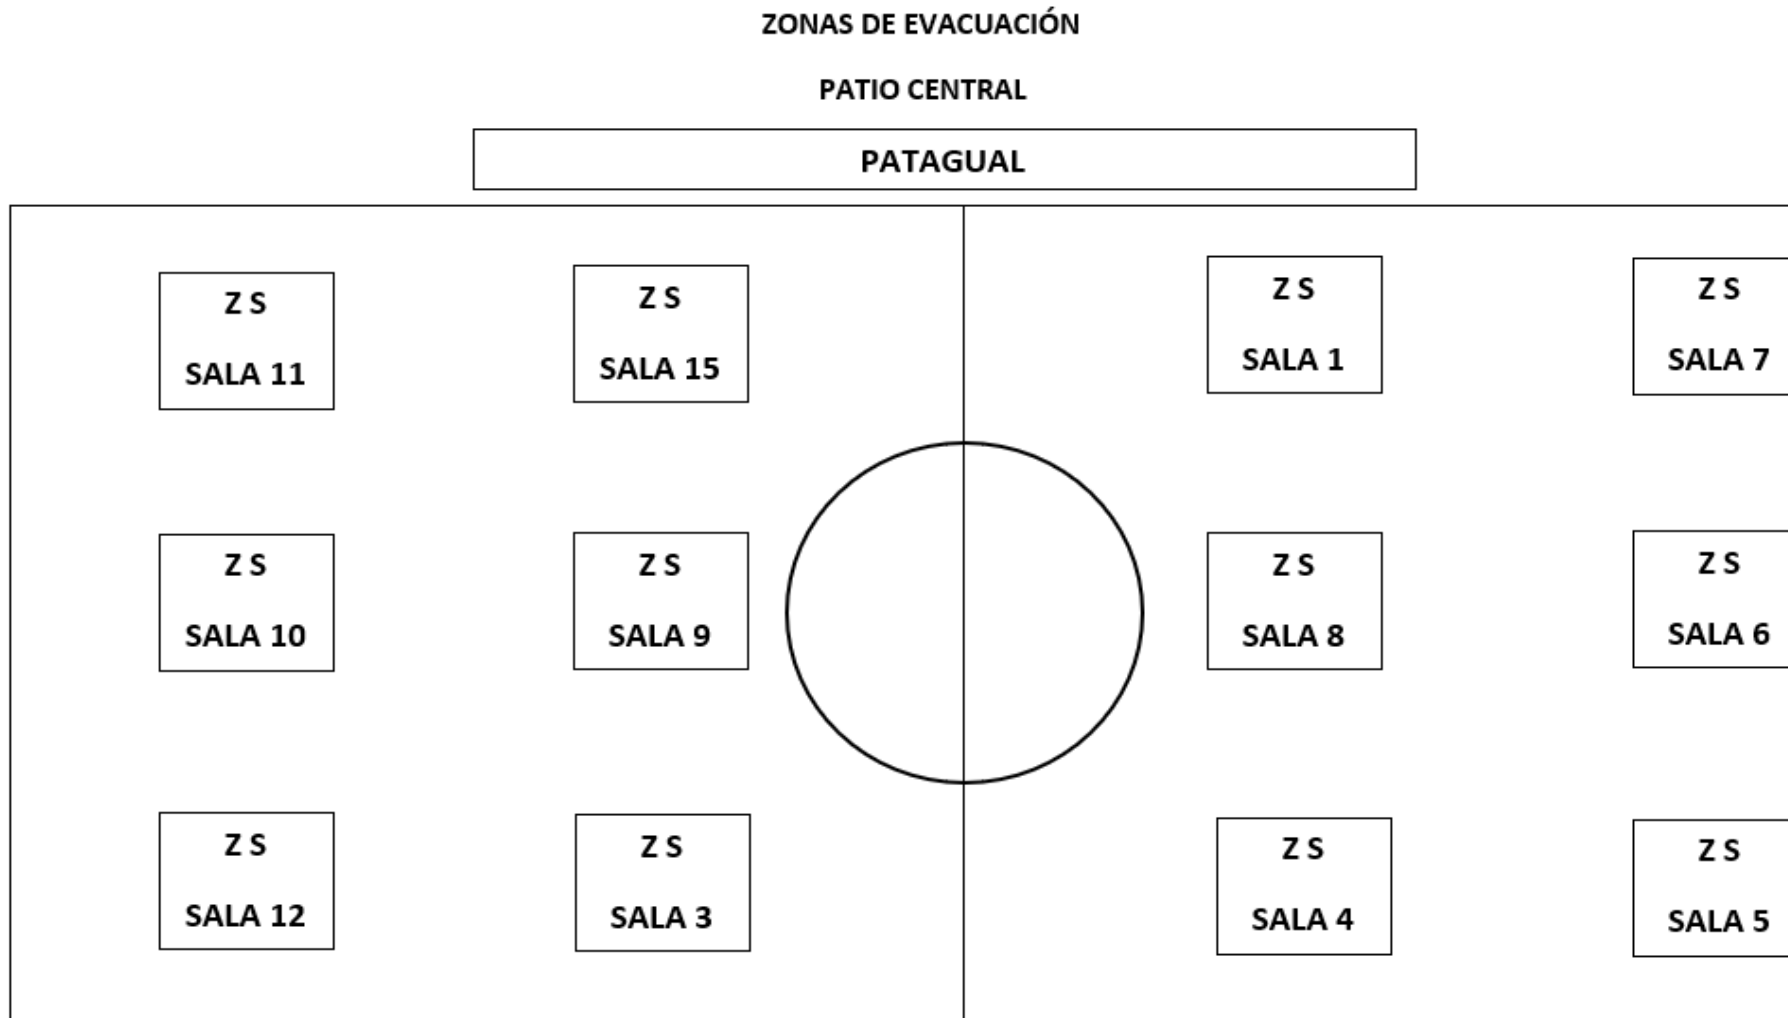 ZONAS DE EVACUACIÓN
PATIO CENTRAL
PATAGUAL
Z S
SALA 11
Z S
SALA 15
Z S
SALA 1
Z S
SALA 7
Z S
SALA 10
Z S
SALA 9
Z S
SALA 8
Z S
SALA 6
Z S
SALA 12
Z S
SALA 3
Z S
SALA 4
Z S
SALA 5